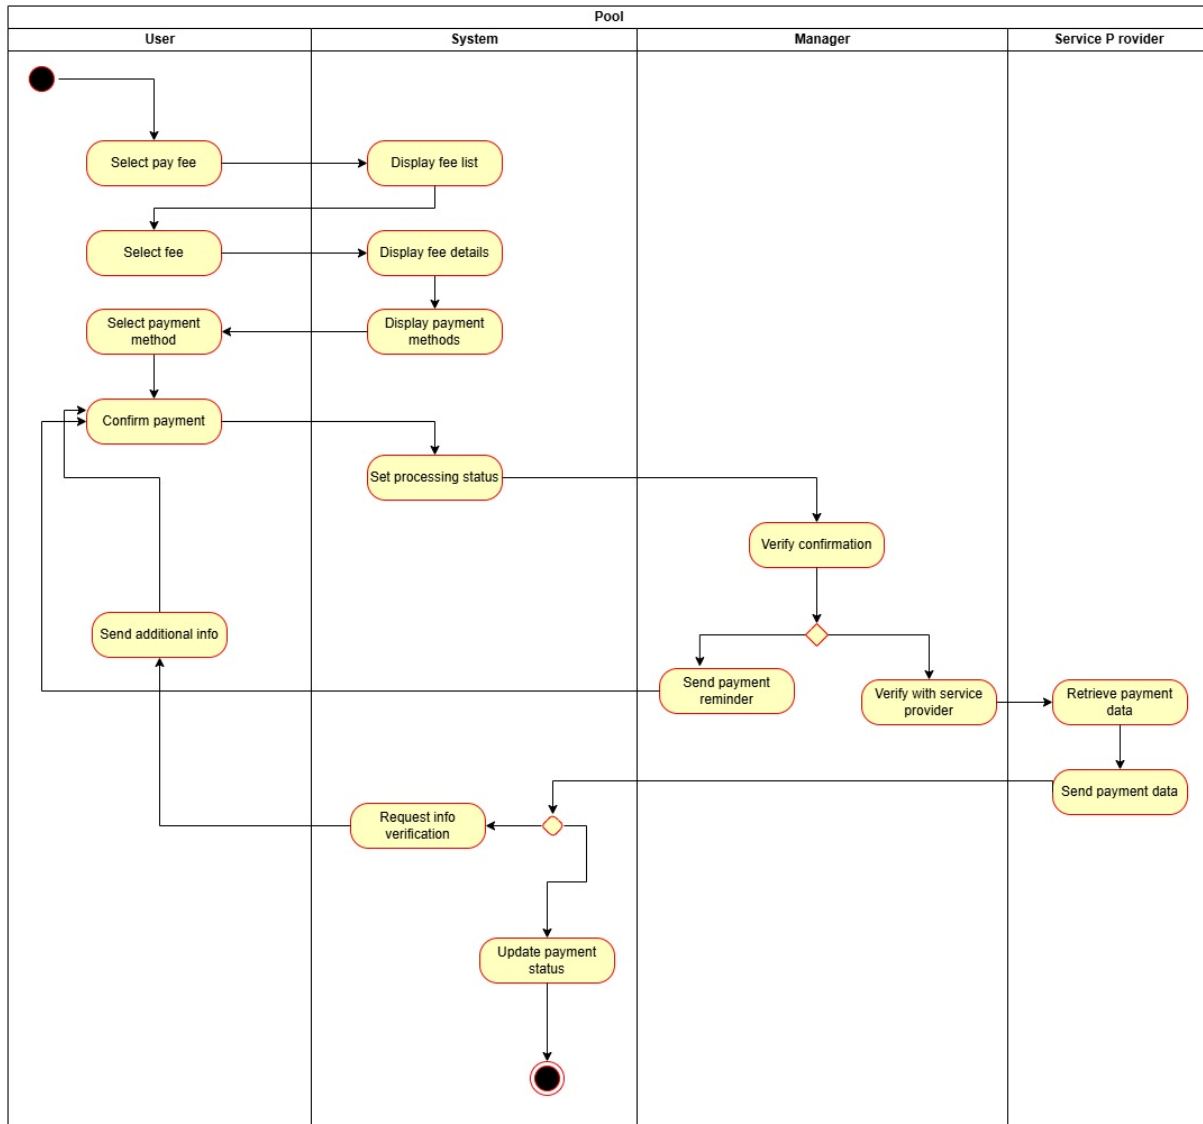 Pool
User
System
Manager
Service P rovider
Select pay fee
Display fee list
Select fee
Display fee details
Select payment
method
Display payment
methods
Confirm payment
Set processing status
Verify confirmation
Send additional info
Send payment
reminder
Verify with service
provider
Retrieve payment
data
Send payment data
Request info
verification
Update payment
status